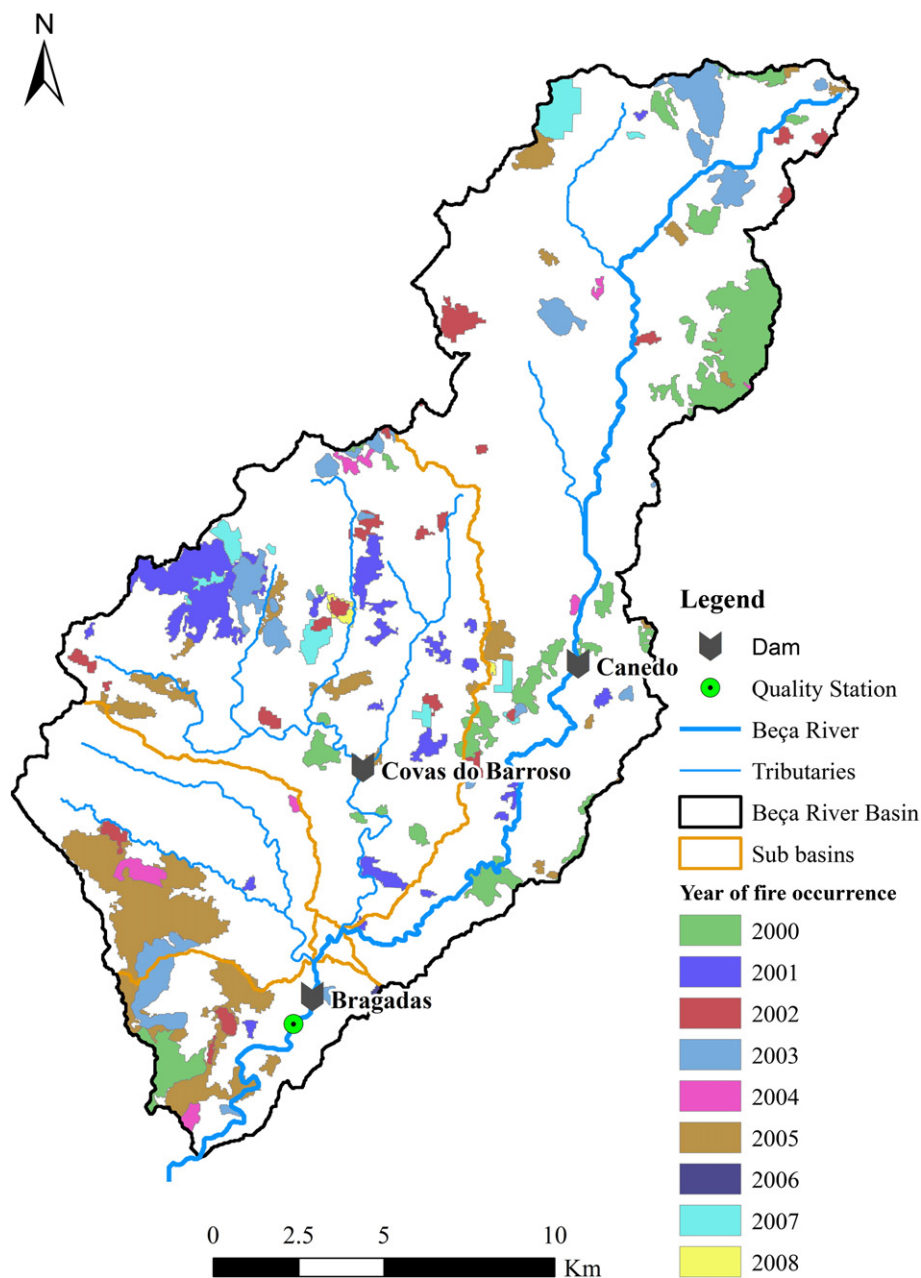 N
Canedo
Covas do Barroso
Bragadas
Legend
Dam
Quality Station
Beça River
Tributaries
Beça River Basin
Sub basins
Year of fire occurrence
2000
2001
2002
2003
2004
2005
2006
2007
2008
0 2.5 5 10
Km